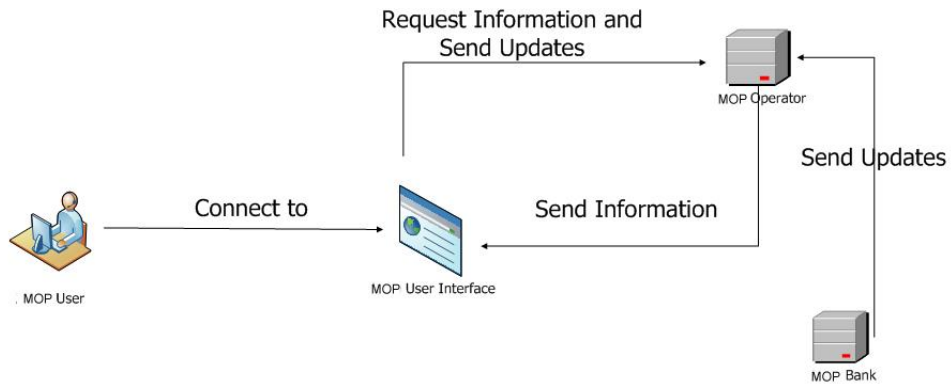 Request Information and
Send Updates
MOP Operator
Send Updates
Connect to
Send Information
MOP User Interface
. MOP User
MOP Bank